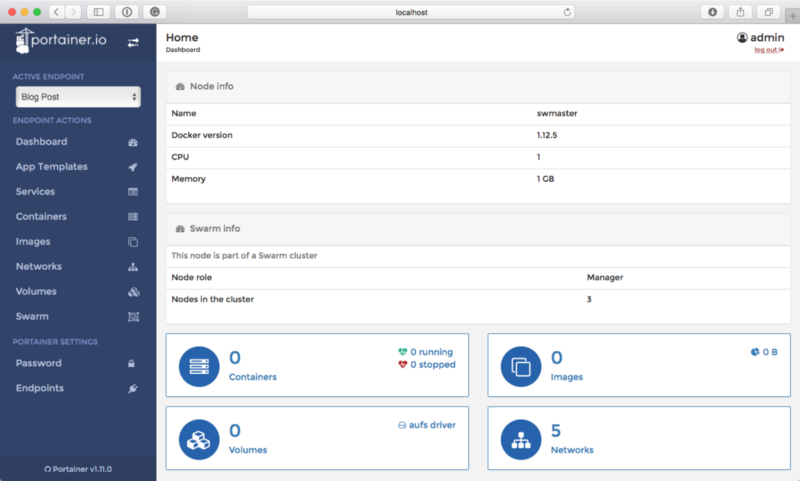 localhost
portainer.io
Home
Dashboard
admin
log out
ACTIVE ENDPOINT
Blog Post
ENDPOINT ACTIONS
Dashboard
App Templates
Services
Containers
Images
Networks
Volumes
Swarm
PORTAINER SETTINGS
Password
Endpoints
Portainer v1.11.0
Node info
Name swmaster
Docker version 1.12.5
CPU 1
Memory 1 GB
Swarm info
This node is part of a Swarm cluster
Node role Manager
Nodes in the cluster 3
0
Containers
0 running
0 stopped
0
Images
0 B
0
Volumes
aufs driver
5
Networks